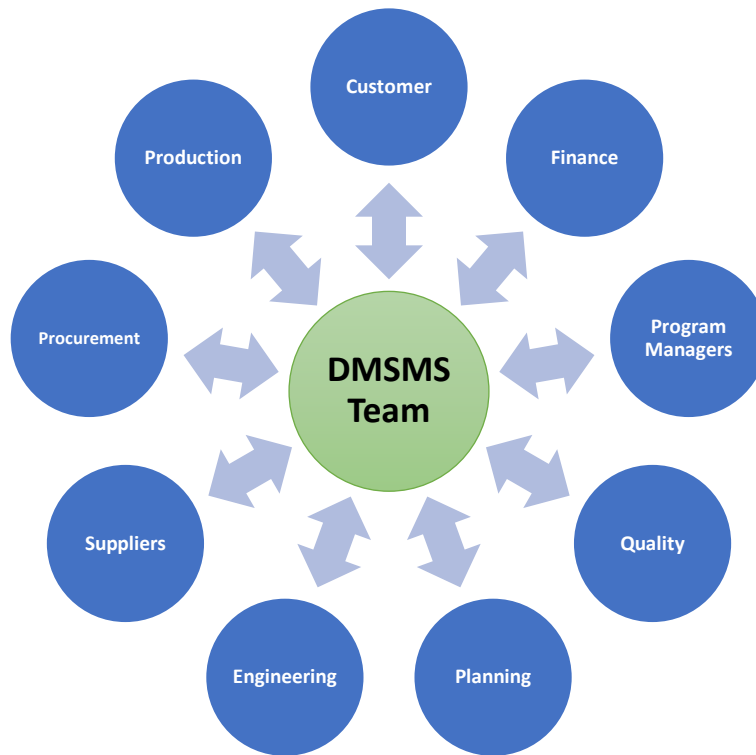 Customer
Production
Finance
Procurement
Program
Managers
DMSMS
Team
Suppliers
Quality
Engineering
Planning